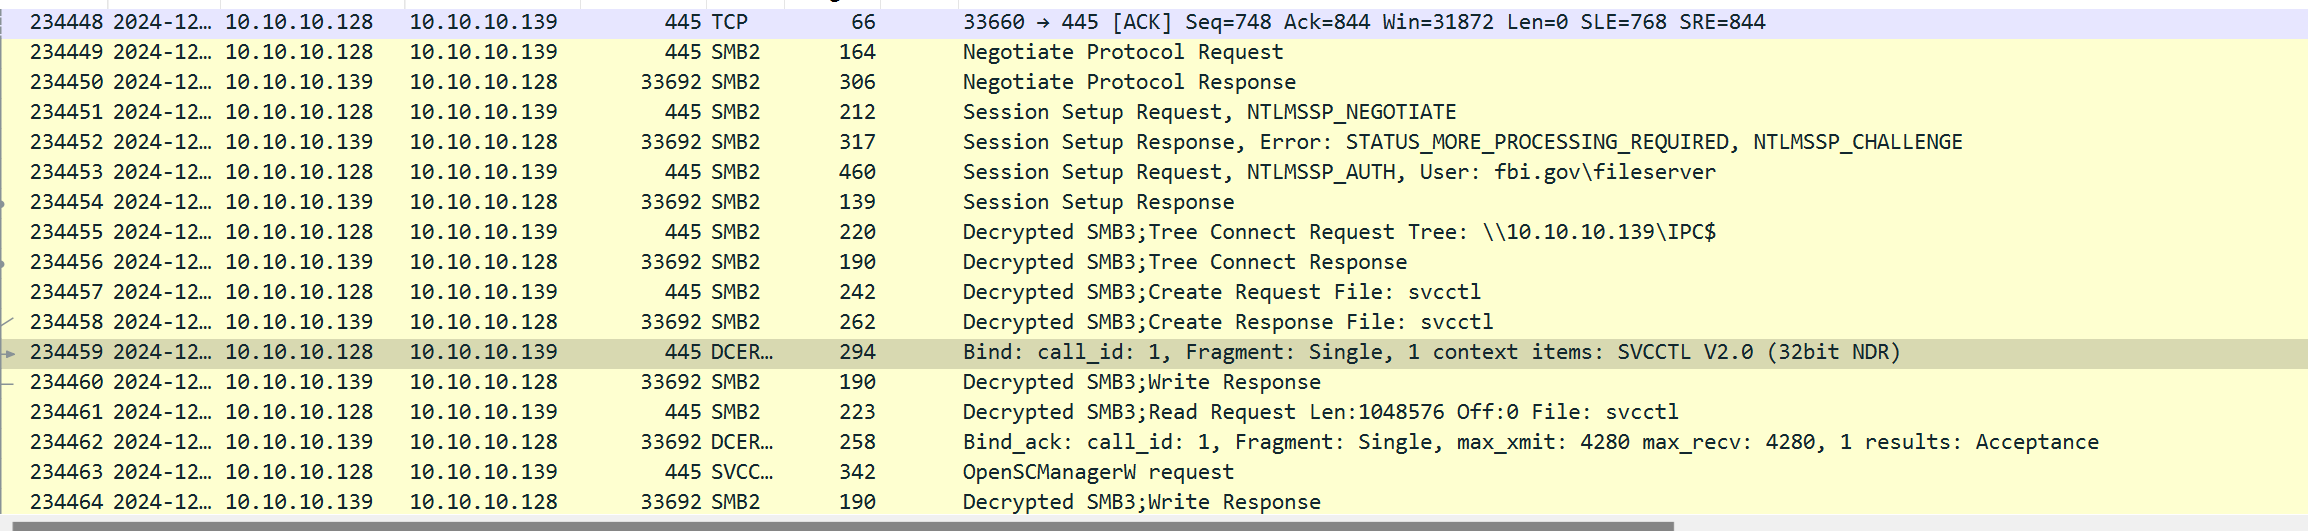 234448 2024-12… 10.10.10.128 10.10.10.139 445 TCP 66 33660 → 445 [ACK] Seq=748 Ack=844 Win=31872 Len=0 SLE=768 SRE=844
234449 2024-12… 10.10.10.128 10.10.10.139 445 SMB2 164 Negotiate Protocol Request
234450 2024-12… 10.10.10.139 10.10.10.128 33692 SMB2 306 Negotiate Protocol Response
234451 2024-12… 10.10.10.128 10.10.10.139 445 SMB2 212 Session Setup Request, NTLMSSP_NEGOTIATE
234452 2024-12… 10.10.10.139 10.10.10.128 33692 SMB2 317 Session Setup Response, Error: STATUS_MORE_PROCESSING_REQUIRED, NTLMSSP_CHALLENGE
234453 2024-12… 10.10.10.128 10.10.10.139 445 SMB2 460 Session Setup Request, NTLMSSP_AUTH, User: fbi.gov\fileserver
234454 2024-12… 10.10.10.139 10.10.10.128 33692 SMB2 139 Session Setup Response
234455 2024-12… 10.10.10.128 10.10.10.139 445 SMB2 220 Decrypted SMB3;Tree Connect Request Tree: \\10.10.10.139\IPC$
234456 2024-12… 10.10.10.139 10.10.10.128 33692 SMB2 190 Decrypted SMB3;Tree Connect Response
234457 2024-12… 10.10.10.128 10.10.10.139 445 SMB2 242 Decrypted SMB3;Create Request File: svcctl
234458 2024-12… 10.10.10.139 10.10.10.128 33692 SMB2 262 Decrypted SMB3;Create Response File: svcctl
234459 2024-12… 10.10.10.128 10.10.10.139 445 DCER… 294 Bind: call_id: 1, Fragment: Single, 1 context items: SVCCTL V2.0 (32bit NDR)
234460 2024-12… 10.10.10.139 10.10.10.128 33692 SMB2 190 Decrypted SMB3;Write Response
234461 2024-12… 10.10.10.128 10.10.10.139 445 SMB2 223 Decrypted SMB3;Read Request Len:1048576 Off:0 File: svcctl
234462 2024-12… 10.10.10.139 10.10.10.128 33692 DCER… 258 Bind_ack: call_id: 1, Fragment: Single, max_xmit: 4280 max_recv: 4280, 1 results: Acceptance
234463 2024-12… 10.10.10.128 10.10.10.139 445 SVCC… 342 OpenSCManagerW request
234464 2024-12… 10.10.10.139 10.10.10.128 33692 SMB2 190 Decrypted SMB3;Write Response